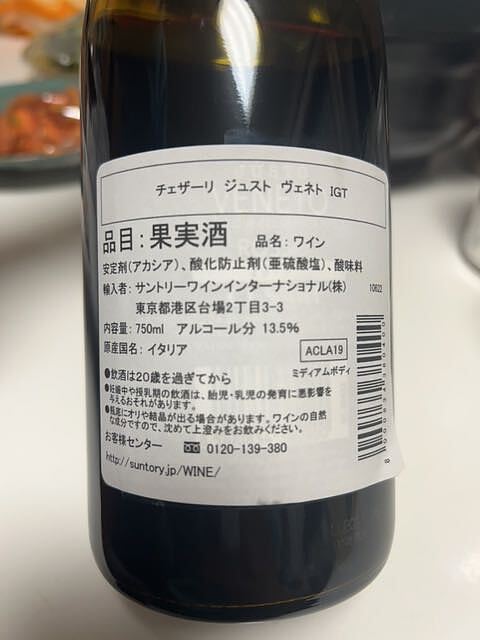 チェザーリ ジュスト ヴェネト IGT
品目:果実酒 品名:ワイン
安定剤(アカシア)、酸化防止剤(亜硫酸塩)、酸味料
輸入者:サントリーワインインターナショナル(株) 10622
東京都港区台場2丁目3-3
内容量:750ml アルコール分 13.5%
原産国名:イタリア ACLA19
ミディアムボディ
●飲酒は20歳を過ぎてから
●妊娠中や授乳期の飲酒は、胎児・乳児の発育に悪影響を
与えるおそれがあります。
●瓶底にオリや結晶が出る場合があります。ワインの自然
な成分ですので、沈めて上澄みをお飲みください。
お客様センター 0120-139-380
http://suntory.jp/WINE/